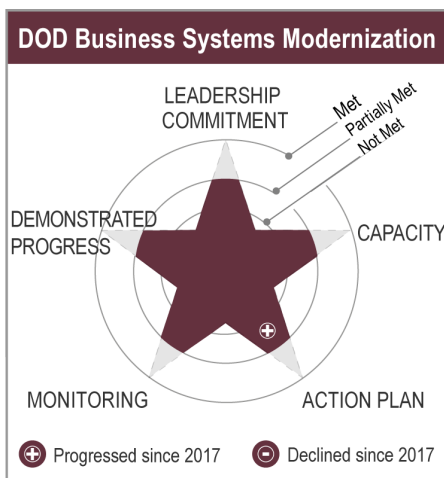 DOD Business Systems Modernization
LEADERSHIP
COMMITMENT
Met
Partially Met
Not Met
DEMONSTRATED
PROGRESS
CAPACITY
MONITORING
ACTION PLAN
Progressed since 2017
Declined since 2017